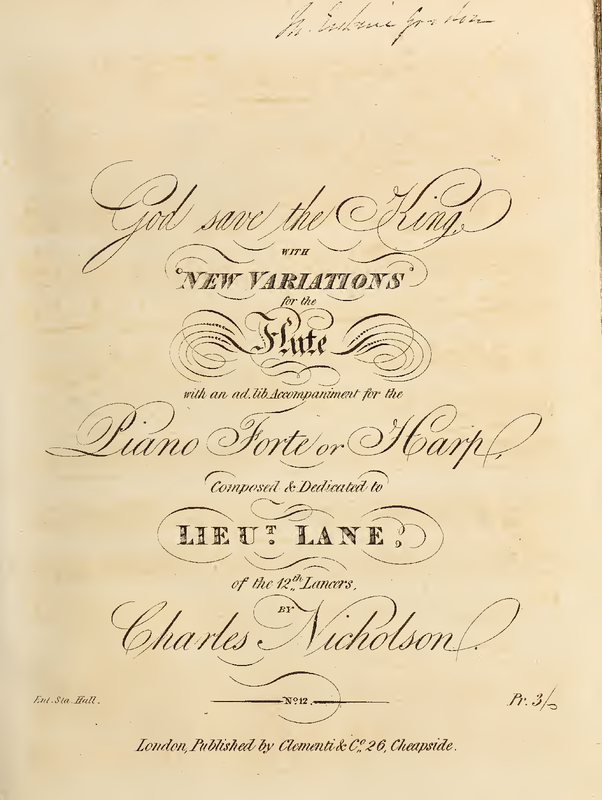 God save the King,
WITH
NEW VARIATIONS
for the
Flute
with an ad. lib. Accompaniment for the
Piano Forte or Harp,
Composed & Dedicated to
LIEUT. LANE,
of the 12th Lancers,
BY
Charles Nicholson.
Ent. Sta. Hall.
No 12.
Pr. 3/
London, Published by Clementi & Co. 26, Cheapside.